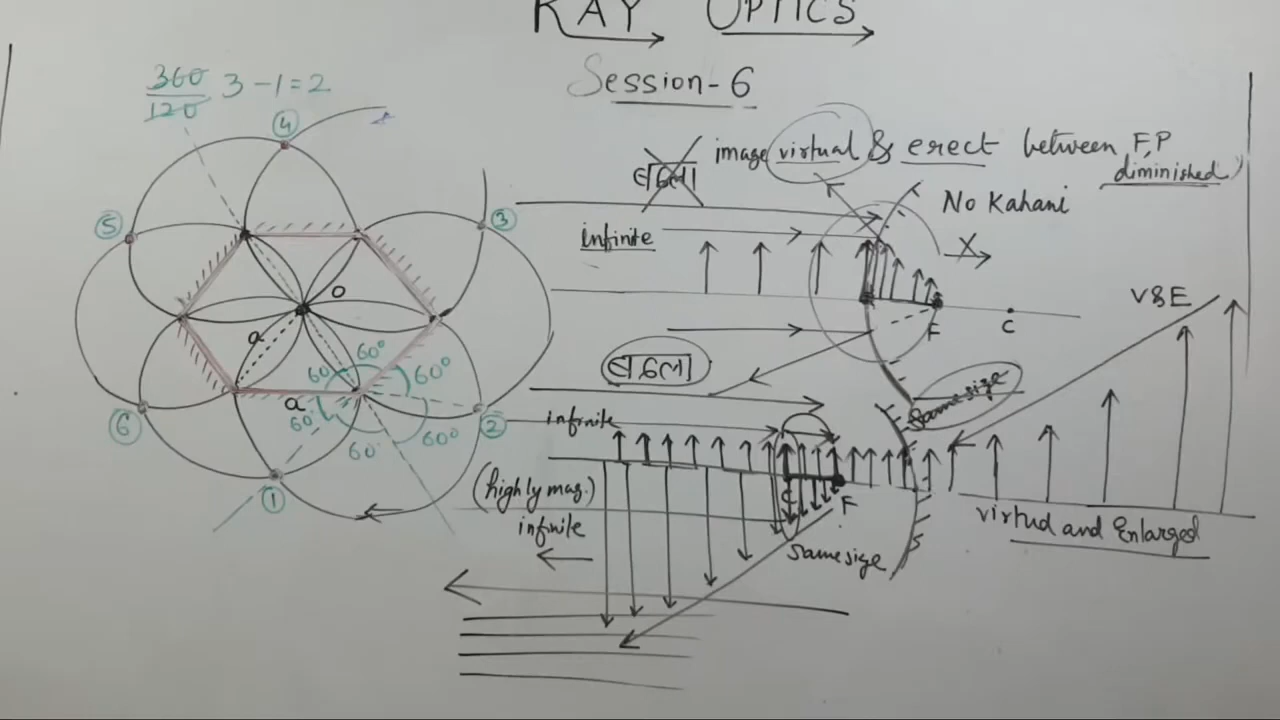 RAY OPTICS
Session-6
360
120
3-1=2
image virtual & erect between F,P
diminished)
No Kahani
infinite
X
F
C
V&E
same size
infinite
(highly mag.)
infinite
C
F
same size
virtual and Enlarged
4
5
3
O
a
a
60°
60
60°
60
60
60°
6
2
1